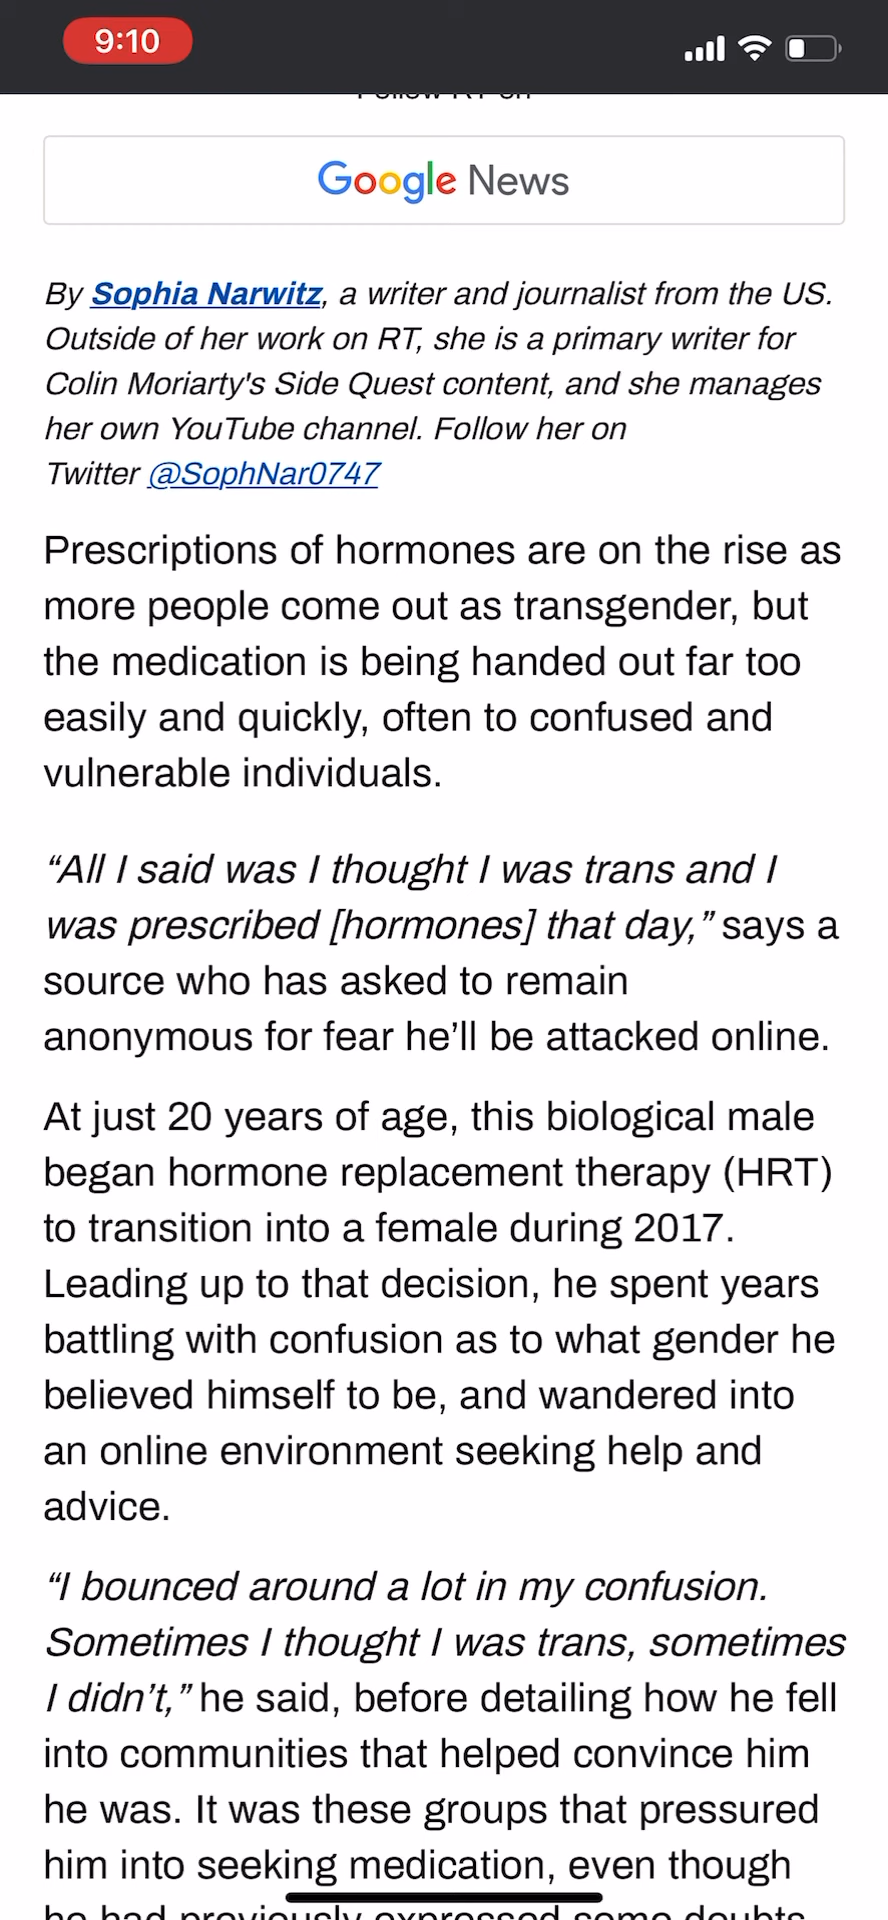 9:10
Follow RT on
Google News
By Sophia Narwitz, a writer and journalist from the US.
Outside of her work on RT, she is a primary writer for
Colin Moriarty's Side Quest content, and she manages
her own YouTube channel. Follow her on
Twitter @SophNar0747
Prescriptions of hormones are on the rise as
more people come out as transgender, but
the medication is being handed out far too
easily and quickly, often to confused and
vulnerable individuals.
“All I said was I thought I was trans and I
was prescribed [hormones] that day,” says a
source who has asked to remain
anonymous for fear he’ll be attacked online.
At just 20 years of age, this biological male
began hormone replacement therapy (HRT)
to transition into a female during 2017.
Leading up to that decision, he spent years
battling with confusion as to what gender he
believed himself to be, and wandered into
an online environment seeking help and
advice.
“I bounced around a lot in my confusion.
Sometimes I thought I was trans, sometimes
I didn’t,” he said, before detailing how he fell
into communities that helped convince him
he was. It was these groups that pressured
him into seeking medication, even though
he had previously expressed some doubts